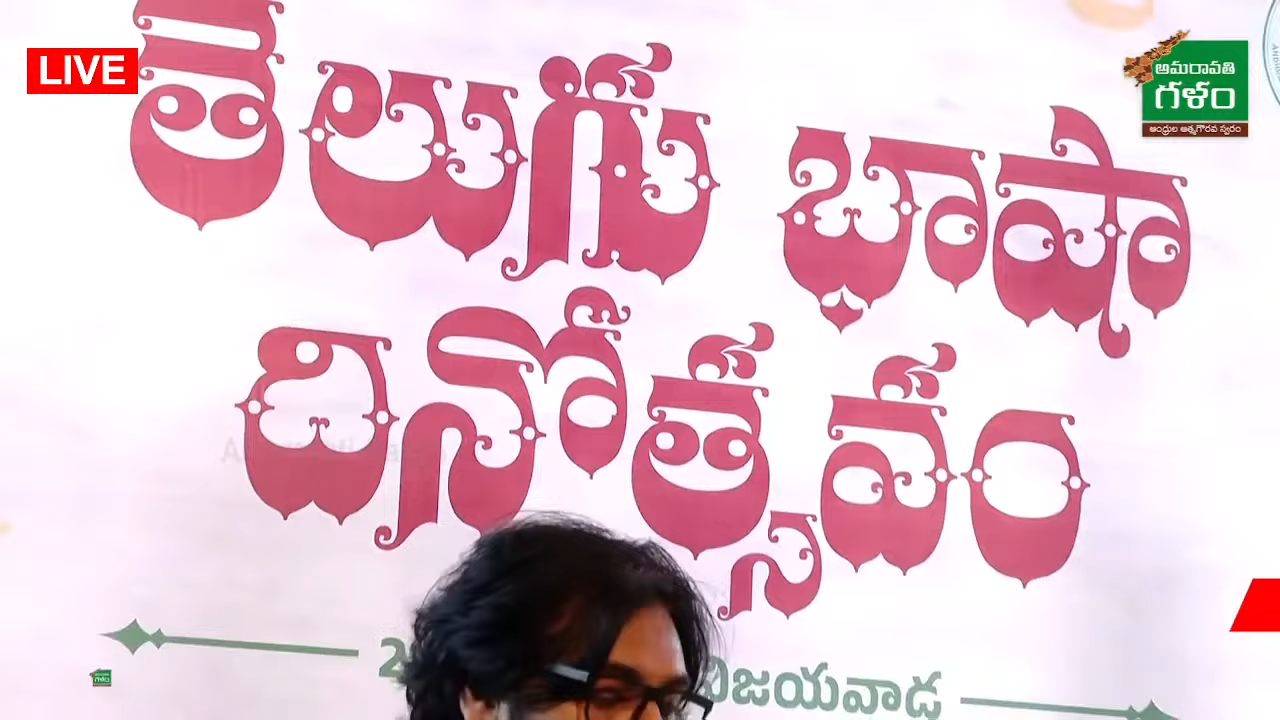 LIVE
అమరావతి
గళం
ఆంధ్రుల ఆత్మగౌరవ స్వరం
తెలుగు భాషా
దినోత్సవం
విజయవాడ